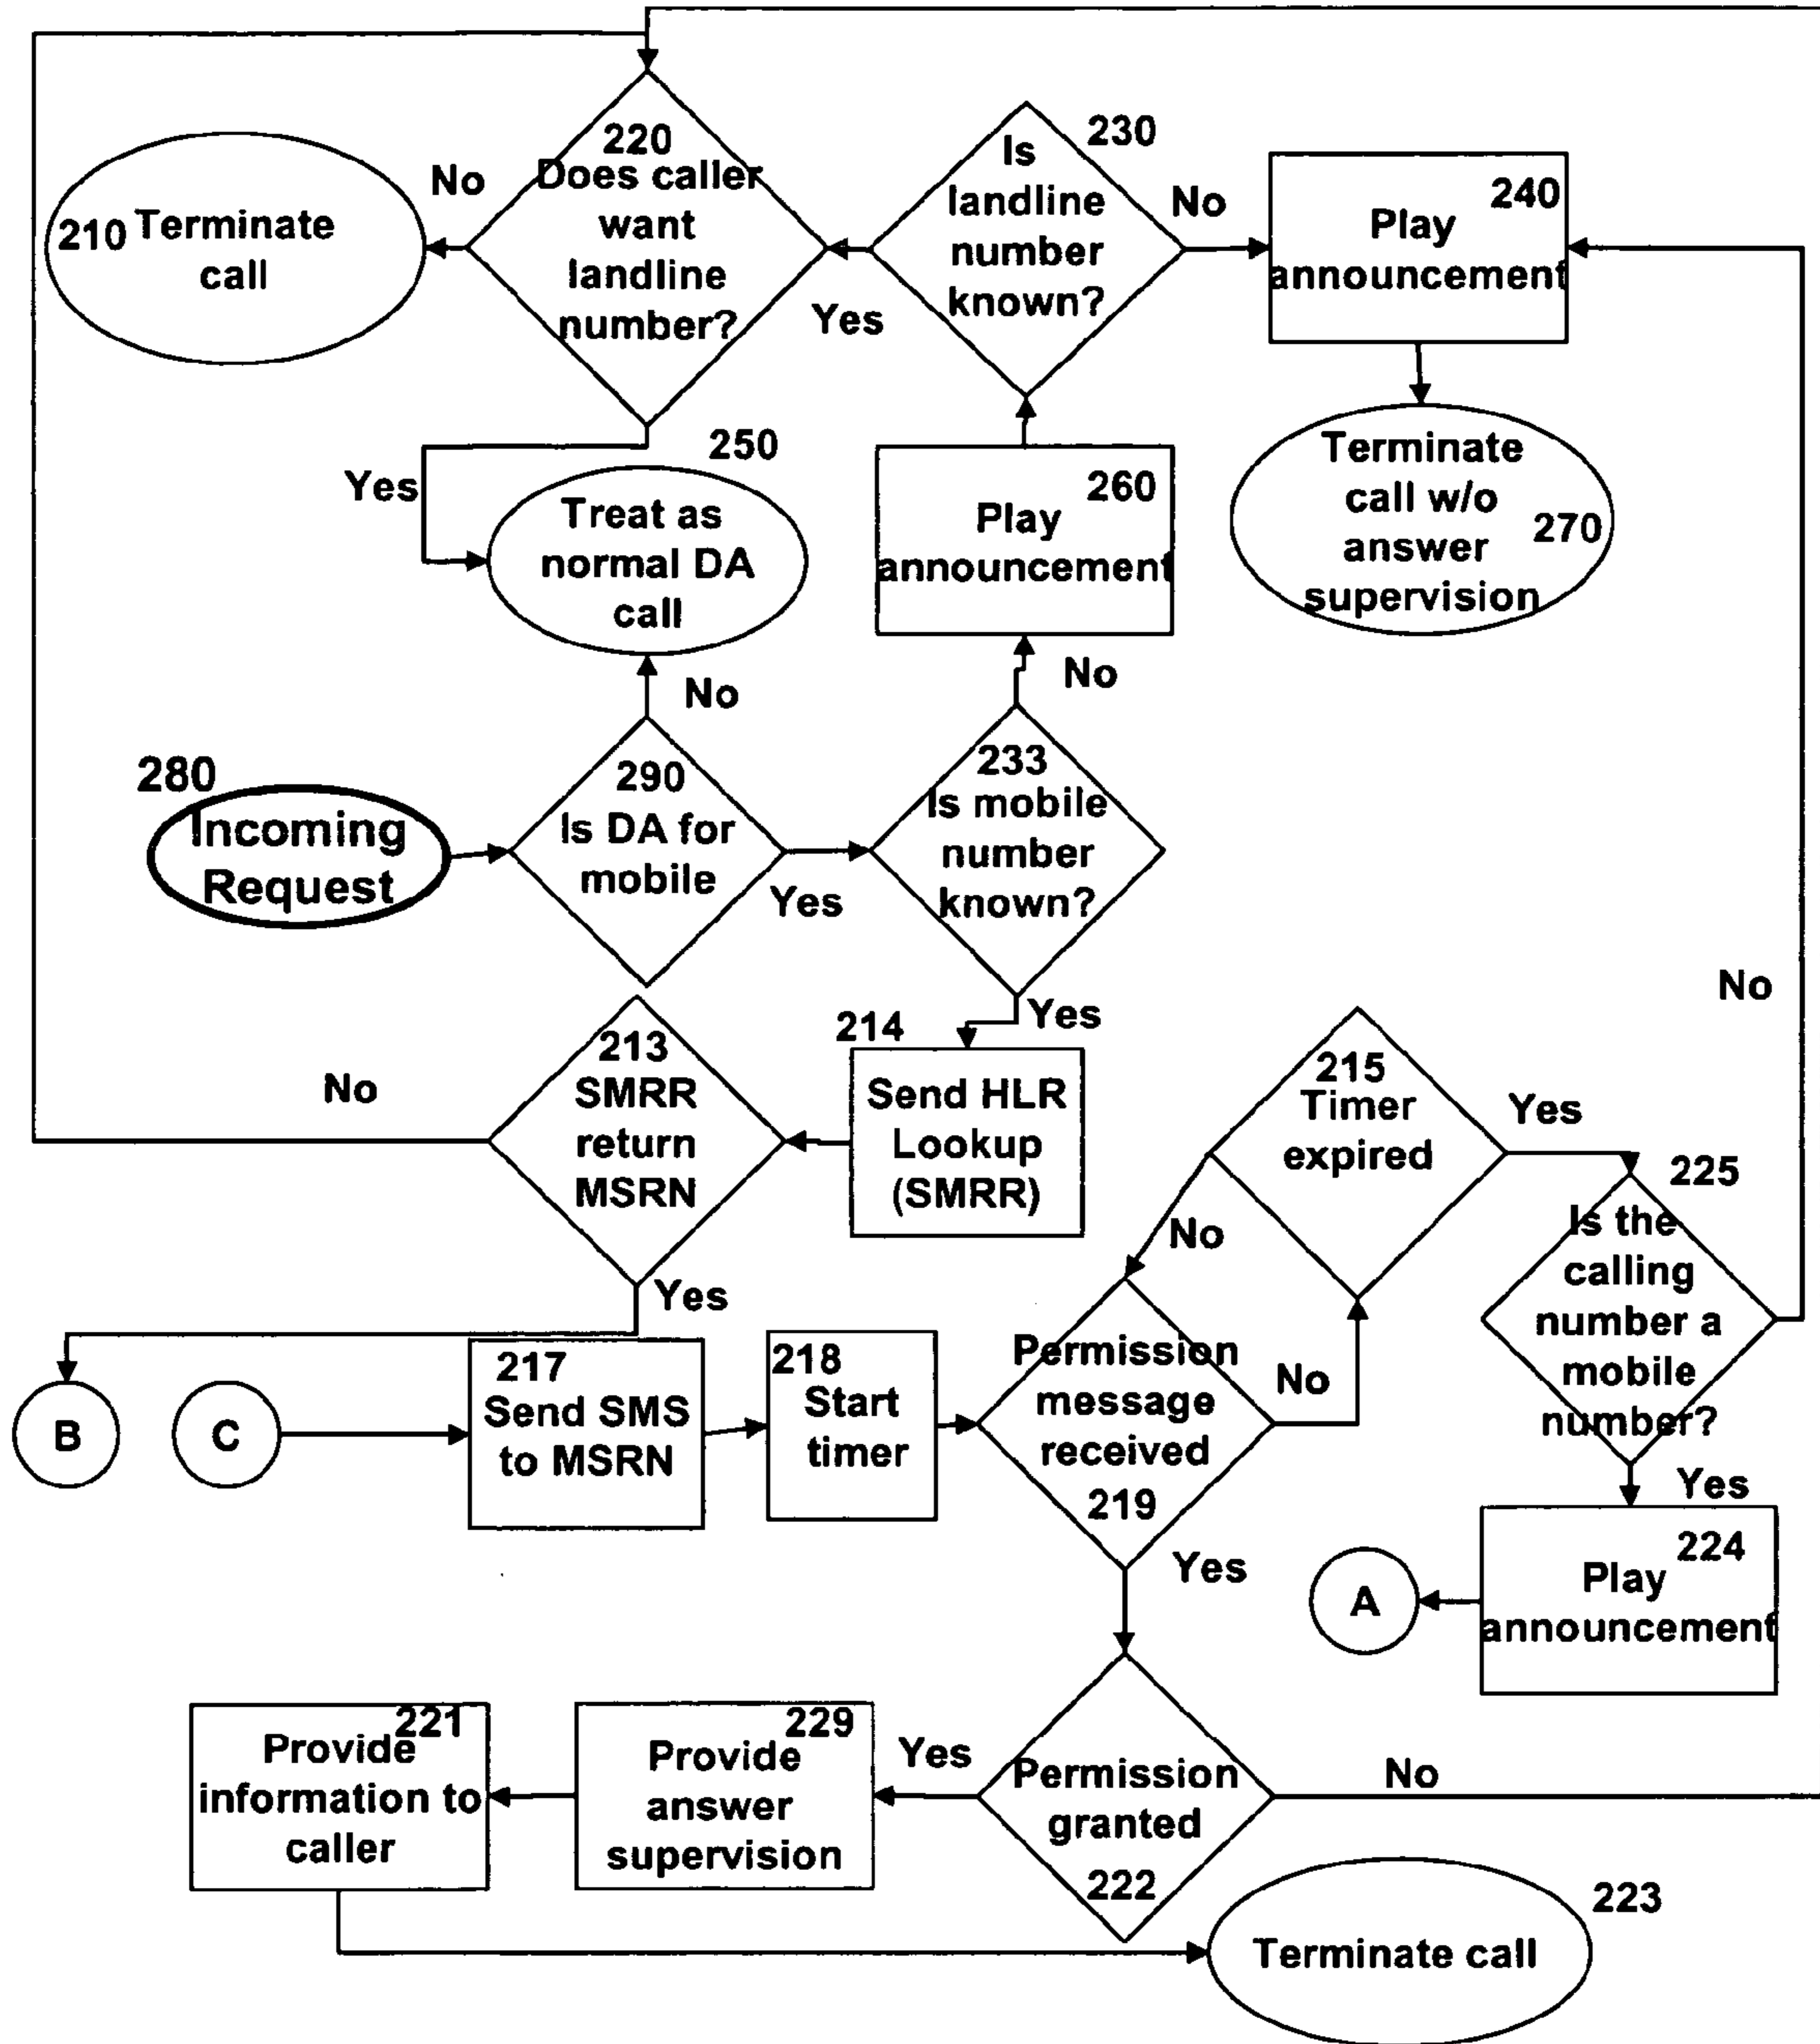 220
Does caller
want
landline
number?
No
210 Terminate
call
230
Is
landline
number
known?
No
Yes
240
Play
announcement
Yes
250
Treat as
normal DA
call
260
Play
announcement
Terminate
call w/o
answer
supervision
270
No
No
280
Incoming
Request
290
Is DA for
mobile
Yes
233
Is mobile
number
known?
Yes
No
213
SMRR
return
MSRN
No
Yes
214
Send HLR
Lookup
(SMRR)
215
Timer
expired
Yes
No
225
Is the
calling
number a
mobile
number?
Yes
B
C
217
Send SMS
to MSRN
218
Start
timer
Permission
message
received
219
No
Yes
224
Play
announcement
A
221
Provide
information to
caller
229
Provide
answer
supervision
Yes
Permission
granted
222
No
Terminate call
223